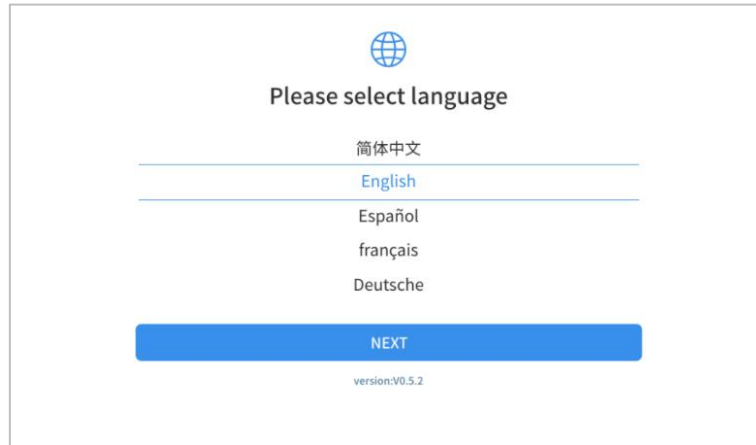 Please select language
简体中文
English
Español
français
Deutsche
NEXT
version:V0.5.2